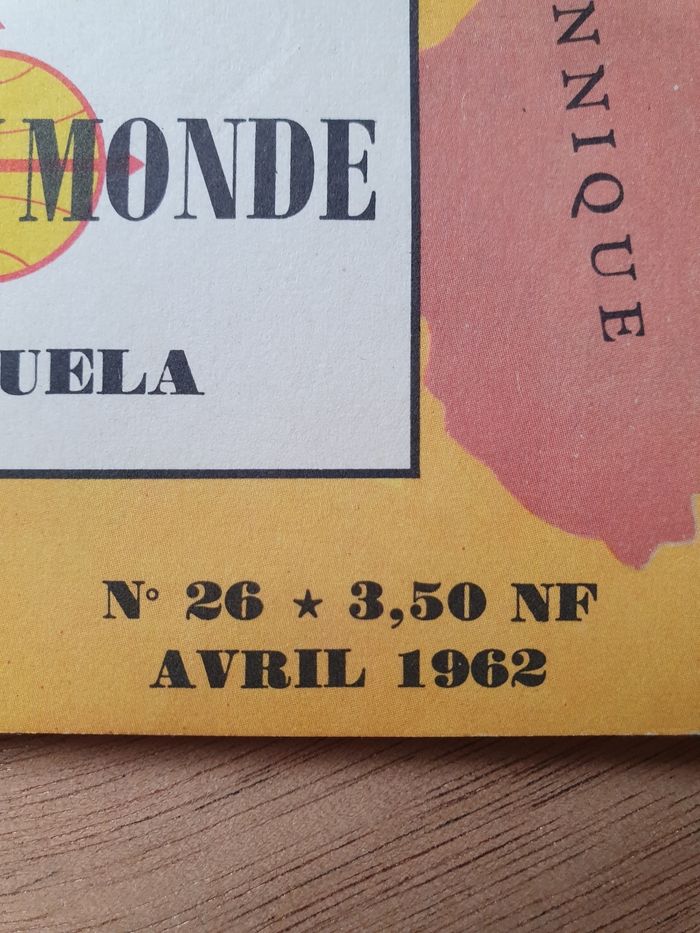 MONDE
UELA
NNIQUE
N° 26 ★ 3,50 NF
AVRIL 1962